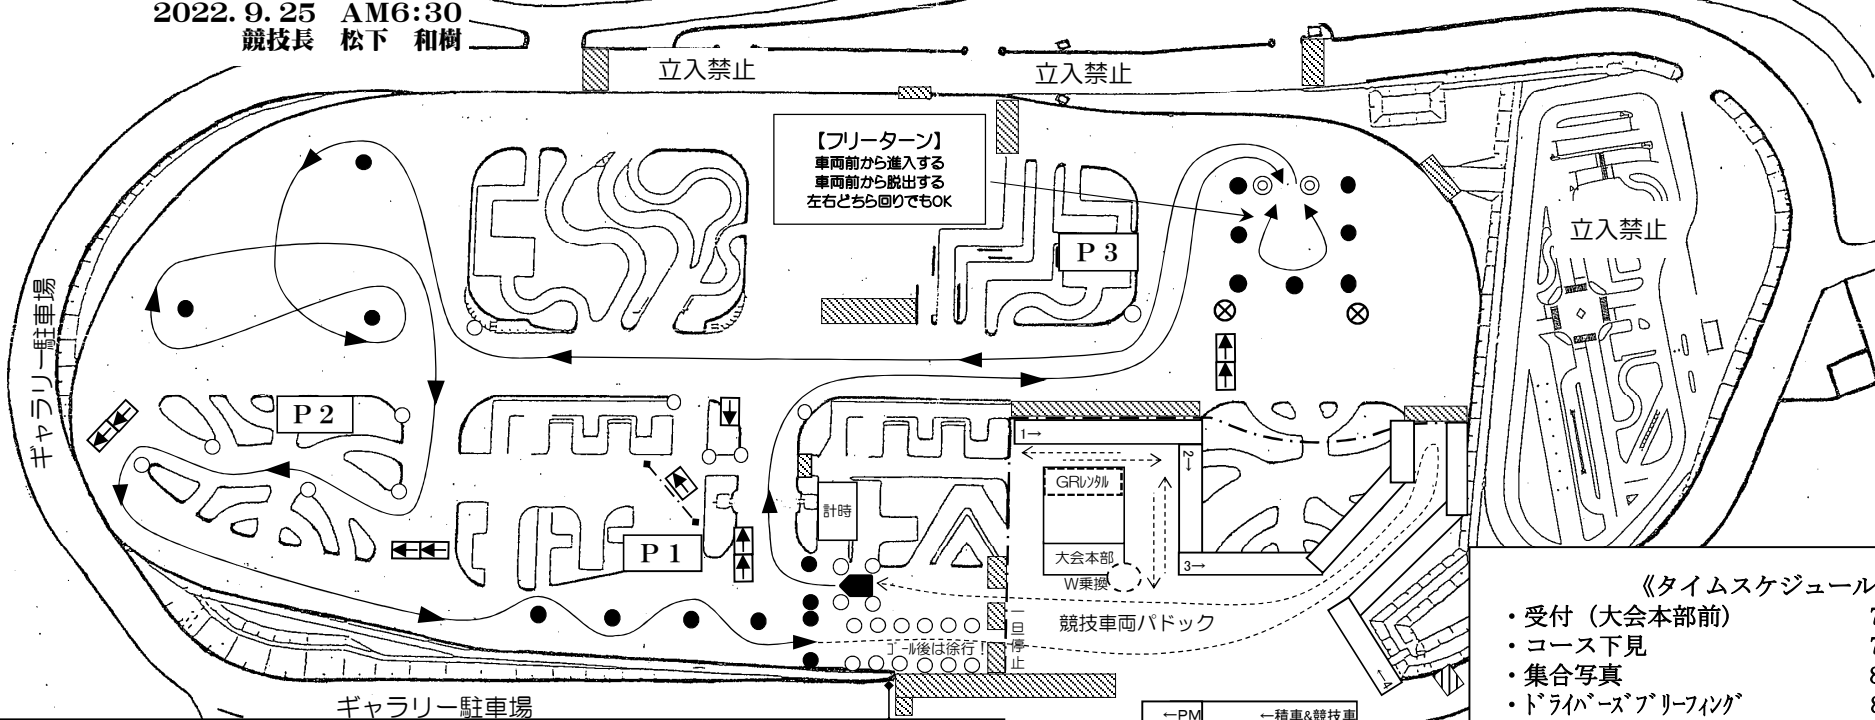 2022.9.25 AM6:30
競技長 松下 和樹
立入禁止
立入禁止
【フリーターン】
車両前から進入する
車両前から脱出する
左右どちら回りでもOK
P 3
立入禁止
ギャラリー駐車場
P 2
1→
2→
GRﾚﾝﾀﾙ
計時
P 1
大会本部
W乗換
3→
競技車両パドック
一旦停止
ｺﾞｰﾙ後は徐行！
←4
ギャラリー駐車場
←PM
←積車&競技車
《タイムスケジュール
・受付（大会本部前）
・コース下見
・集合写真
・ﾄﾞﾗｲﾊﾞｰｽﾞﾌﾞﾘｰﾌｨﾝｸﾞ